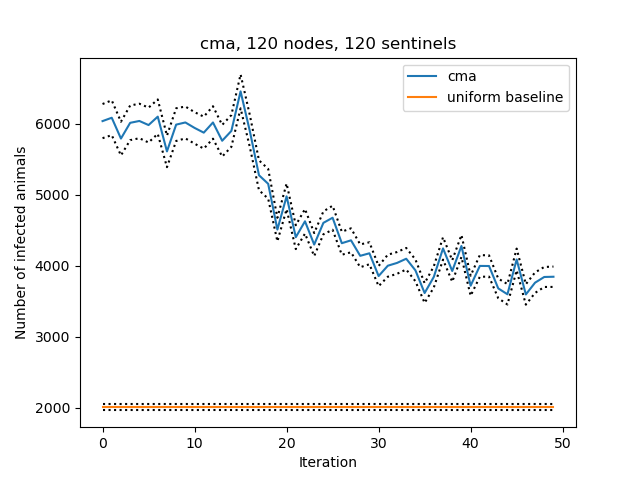 cma, 120 nodes, 120 sentinels
cma
uniform baseline
Number of infected animals
6000
5000
4000
3000
2000
0 10 20 30 40 50
Iteration